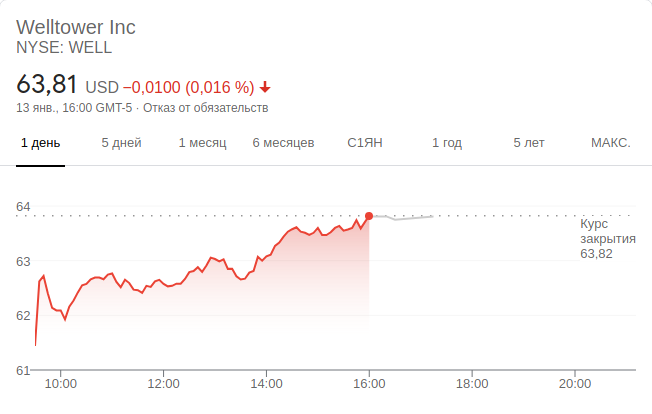 Welltower Inc
NYSE: WELL
63,81 USD −0,0100 (0,016 %)
13 янв., 16:00 GMT-5 · Отказ от обязательств
1 день 5 дней 1 месяц 6 месяцев С1ЯН 1 год 5 лет МАКС.
64
Курс
закрытия
63,82
63
62
61
10:00 12:00 14:00 16:00 18:00 20:00